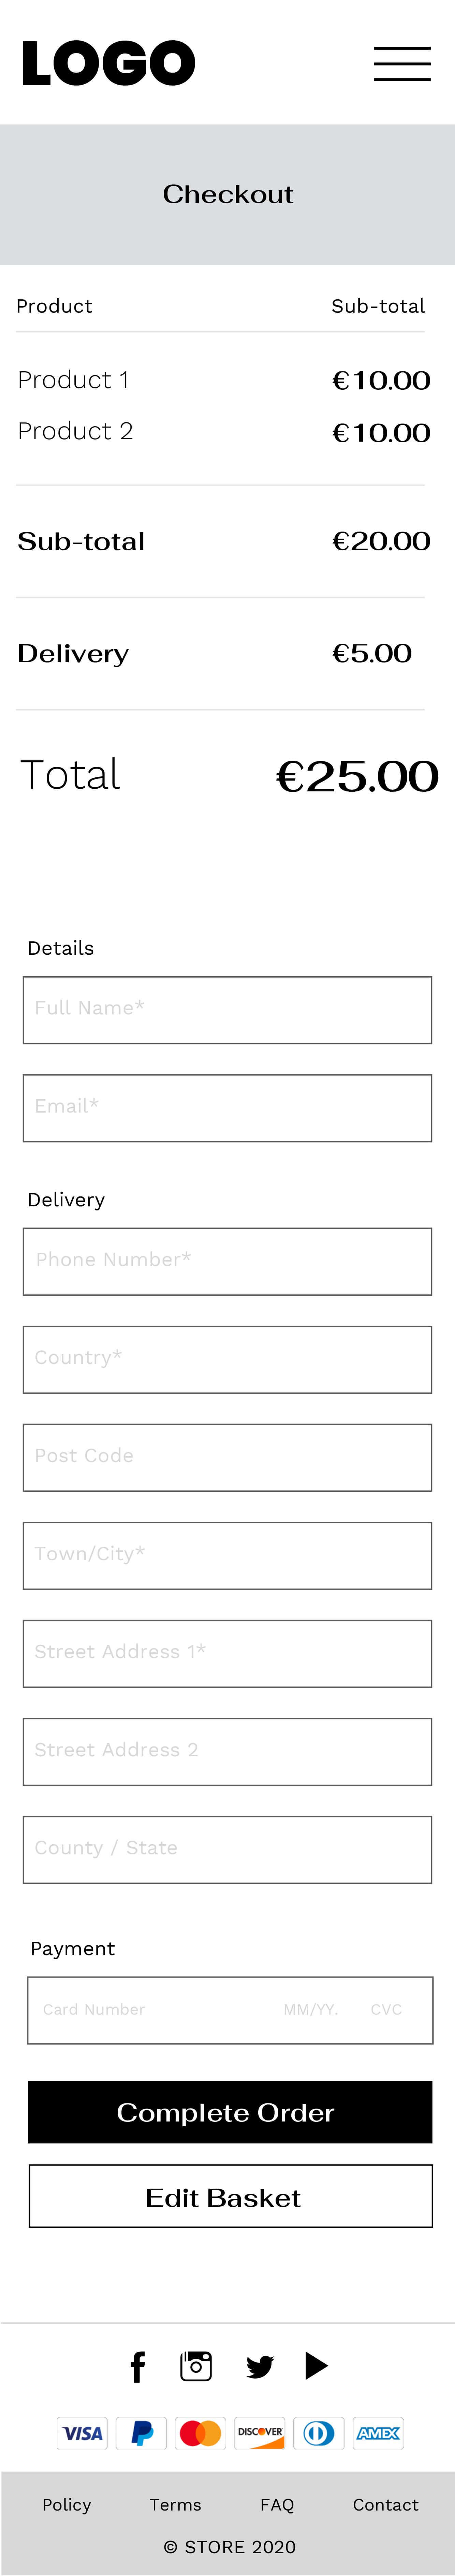 LOGO
Checkout
Product Sub-total
Product 1 €10.00
Product 2 €10.00
Sub-total €20.00
Delivery €5.00
Total €25.00
Details
Full Name*
Email*
Delivery
Phone Number*
Country*
Post Code
Town/City*
Street Address 1*
Street Address 2
County / State
Payment
Card Number MM/YY. CVC
Complete Order
Edit Basket
VISA DISCOVER AMEX
Policy Terms FAQ Contact
© STORE 2020